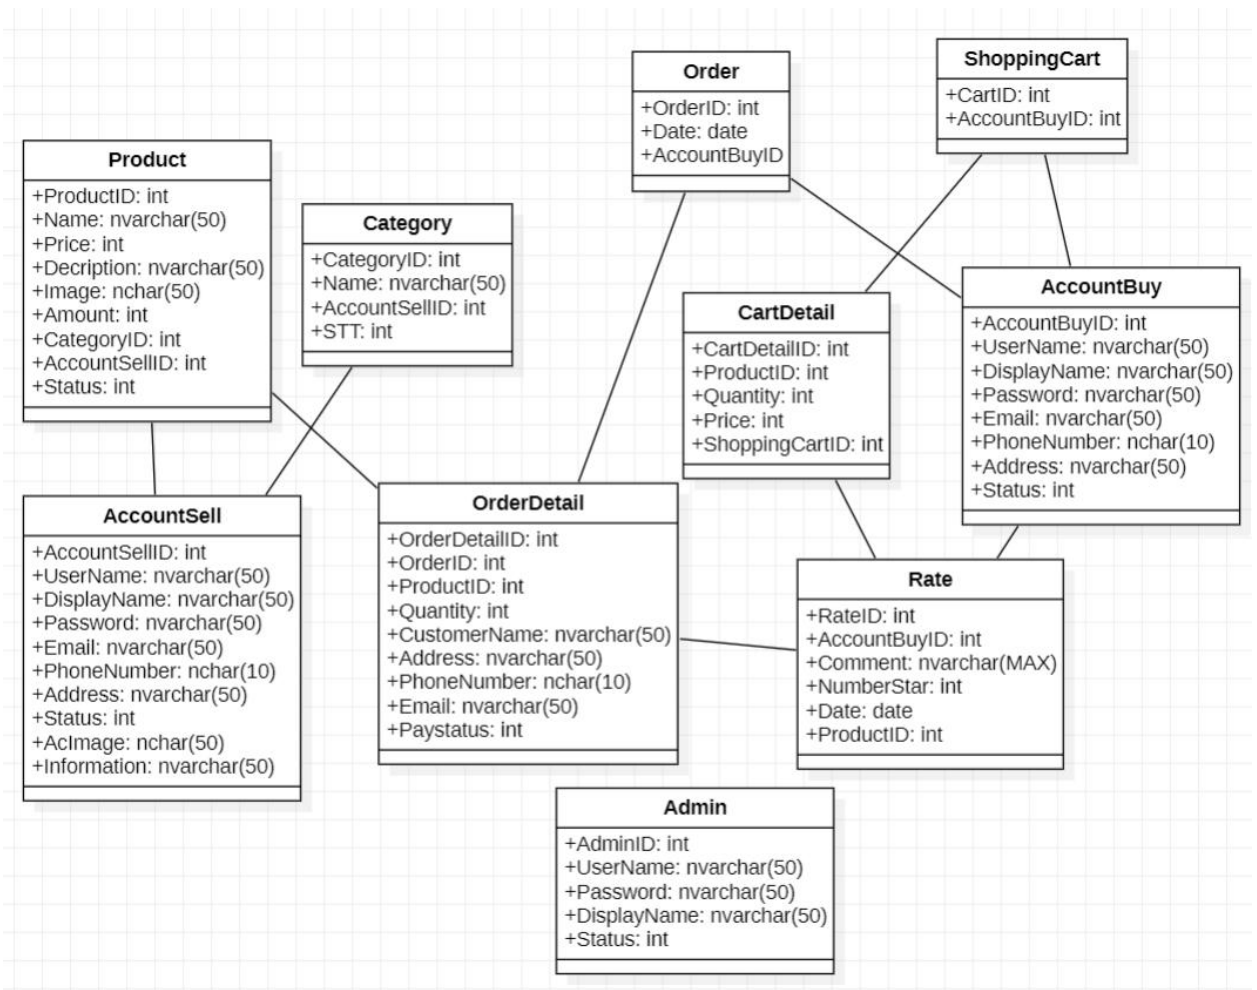 Product
+ProductID: int
+Name: nvarchar(50)
+Price: int
+Decription: nvarchar(50)
+Image: nchar(50)
+Amount: int
+CategoryID: int
+AccountSellID: int
+Status: int
Category
+CategoryID: int
+Name: nvarchar(50)
+AccountSellID: int
+STT: int
Order
+OrderID: int
+Date: date
+AccountBuyID
ShoppingCart
+CartID: int
+AccountBuyID: int
CartDetail
+CartDetailID: int
+ProductID: int
+Quantity: int
+Price: int
+ShoppingCartID: int
AccountBuy
+AccountBuyID: int
+UserName: nvarchar(50)
+DisplayName: nvarchar(50)
+Password: nvarchar(50)
+Email: nvarchar(50)
+PhoneNumber: nchar(10)
+Address: nvarchar(50)
+Status: int
AccountSell
+AccountSellID: int
+UserName: nvarchar(50)
+DisplayName: nvarchar(50)
+Password: nvarchar(50)
+Email: nvarchar(50)
+PhoneNumber: nchar(10)
+Address: nvarchar(50)
+Status: int
+AcImage: nchar(50)
+Information: nvarchar(50)
OrderDetail
+OrderDetailID: int
+OrderID: int
+ProductID: int
+Quantity: int
+CustomerName: nvarchar(50)
+Address: nvarchar(50)
+PhoneNumber: nchar(10)
+Email: nvarchar(50)
+Paystatus: int
Rate
+RateID: int
+AccountBuyID: int
+Comment: nvarchar(MAX)
+NumberStar: int
+Date: date
+ProductID: int
Admin
+AdminID: int
+UserName: nvarchar(50)
+Password: nvarchar(50)
+DisplayName: nvarchar(50)
+Status: int